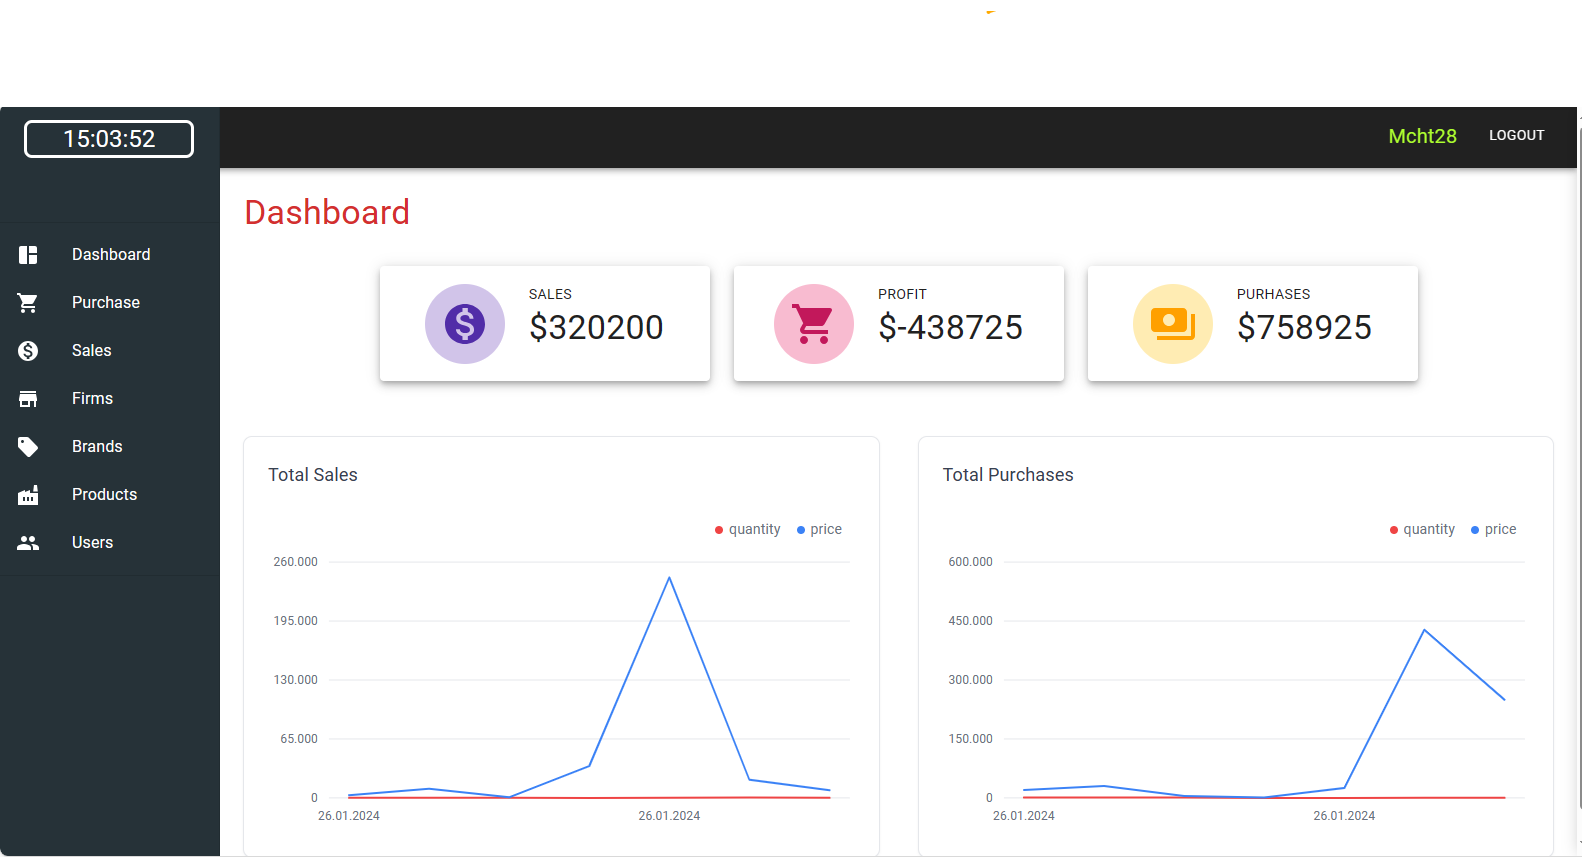 15:03:52
Mcht28
LOGOUT
Dashboard
Purchase
Sales
Firms
Brands
Products
Users
Dashboard
SALES
$320200
PROFIT
$-438725
PURHASES
$758925
Total Sales
quantity price
260.000
195.000
130.000
65.000
0
26.01.2024 26.01.2024
Total Purchases
quantity price
600.000
450.000
300.000
150.000
0
26.01.2024 26.01.2024